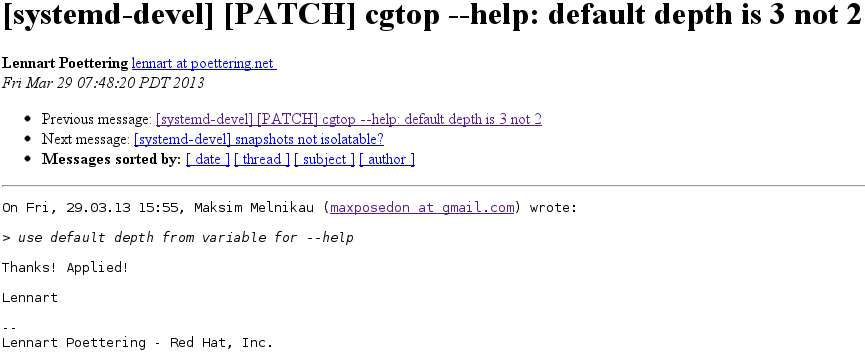 [systemd-devel] [PATCH] cgtop --help: default depth is 3 not 2
Lennart Poettering lennart at poettering.net
Fri Mar 29 07:48:20 PDT 2013
Previous message: [systemd-devel] [PATCH] cgtop --help: default depth is 3 not 2
Next message: [systemd-devel] snapshots not isolatable?
Messages sorted by: [ date ] [ thread ] [ subject ] [ author ]
On Fri, 29.03.13 15:55, Maksim Melnikau (maxposedon at gmail.com) wrote:
> use default depth from variable for --help
Thanks! Applied!
Lennart
--
Lennart Poettering - Red Hat, Inc.